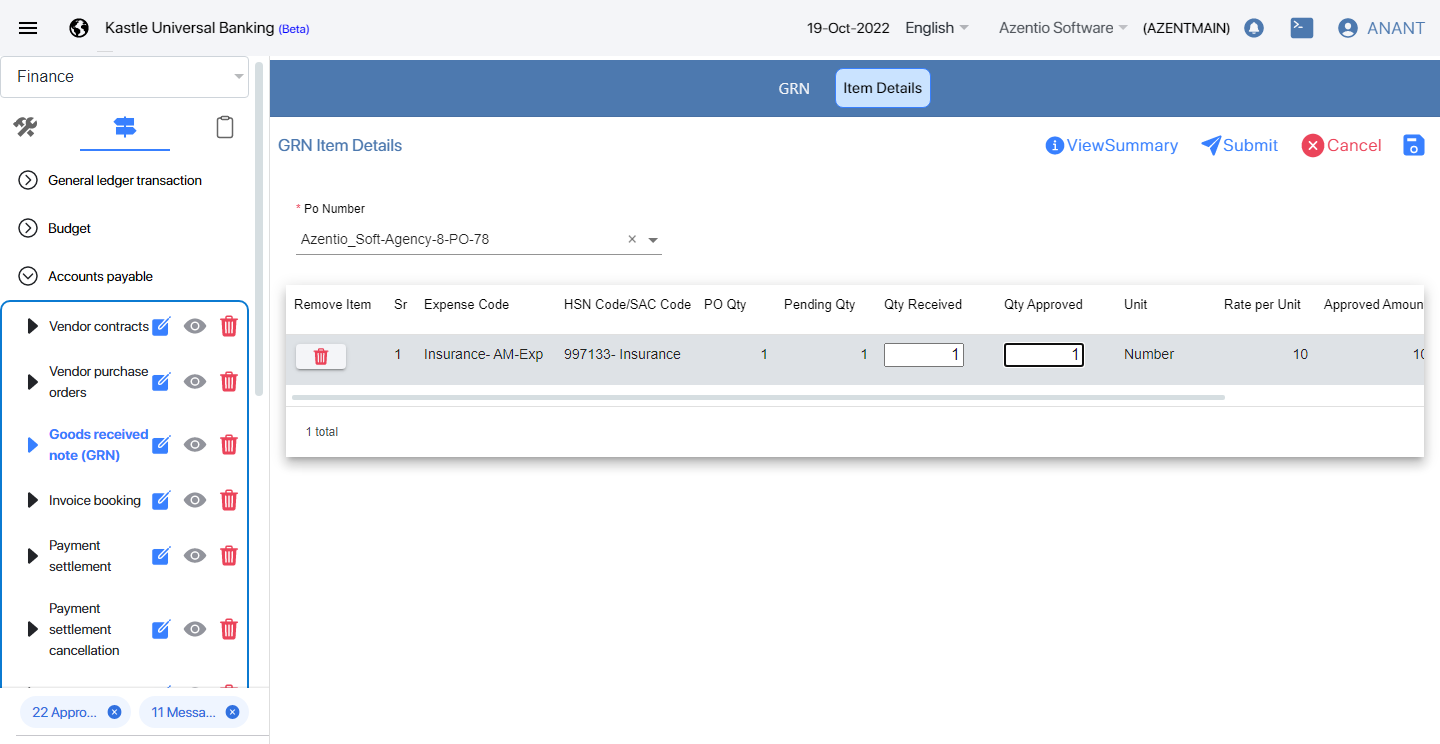 Kastle Universal Banking (Beta)
19-Oct-2022 English Azentio Software (AZENTMAIN) ANANT
Finance
General ledger transaction
Budget
Accounts payable
Vendor contracts
Vendor purchase
orders
Goods received
note (GRN)
Invoice booking
Payment
settlement
Payment
settlement
cancellation
22 Appro... 11 Messa...
GRN Item Details
GRN Item Details
ViewSummary Submit Cancel
* Po Number
Azentio_Soft-Agency-8-PO-78
Remove Item Sr Expense Code HSN Code/SAC Code PO Qty Pending Qty Qty Received Qty Approved Unit Rate per Unit Approved Amoun
1 Insurance- AM-Exp 997133- Insurance 1 1 1 1 Number 10 10
1 total